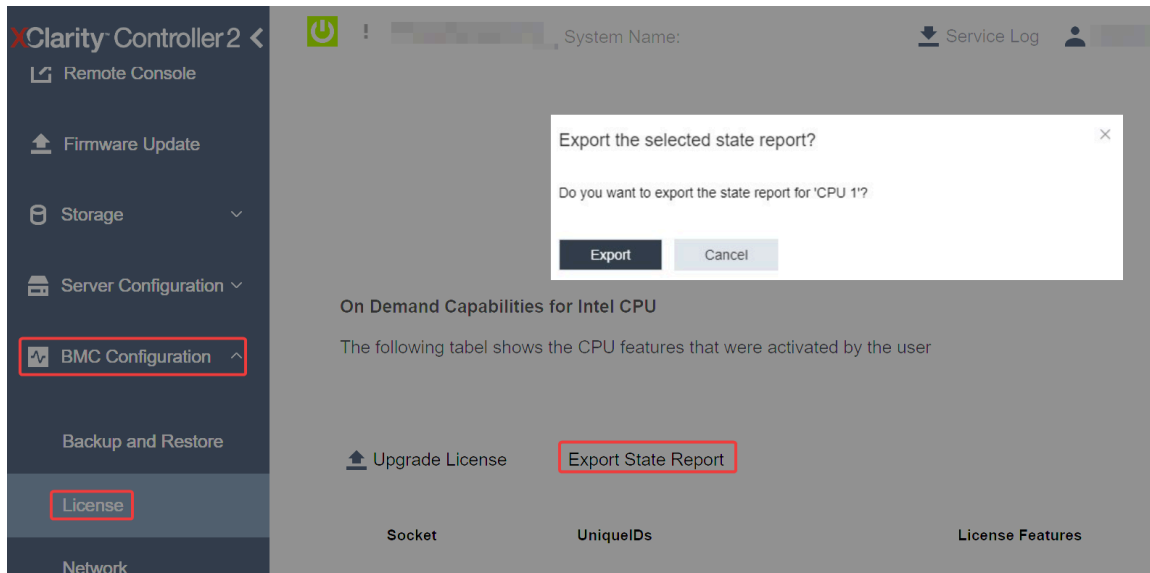 XClarity Controller 2
Remote Console
Firmware Update
Storage
Server Configuration
BMC Configuration
Backup and Restore
License
Network
! System Name: Service Log
Export the selected state report?
Do you want to export the state report for 'CPU 1'?
Export Cancel
On Demand Capabilities for Intel CPU
The following tabel shows the CPU features that were activated by the user
Upgrade License Export State Report
Socket UniqueIDs License Features